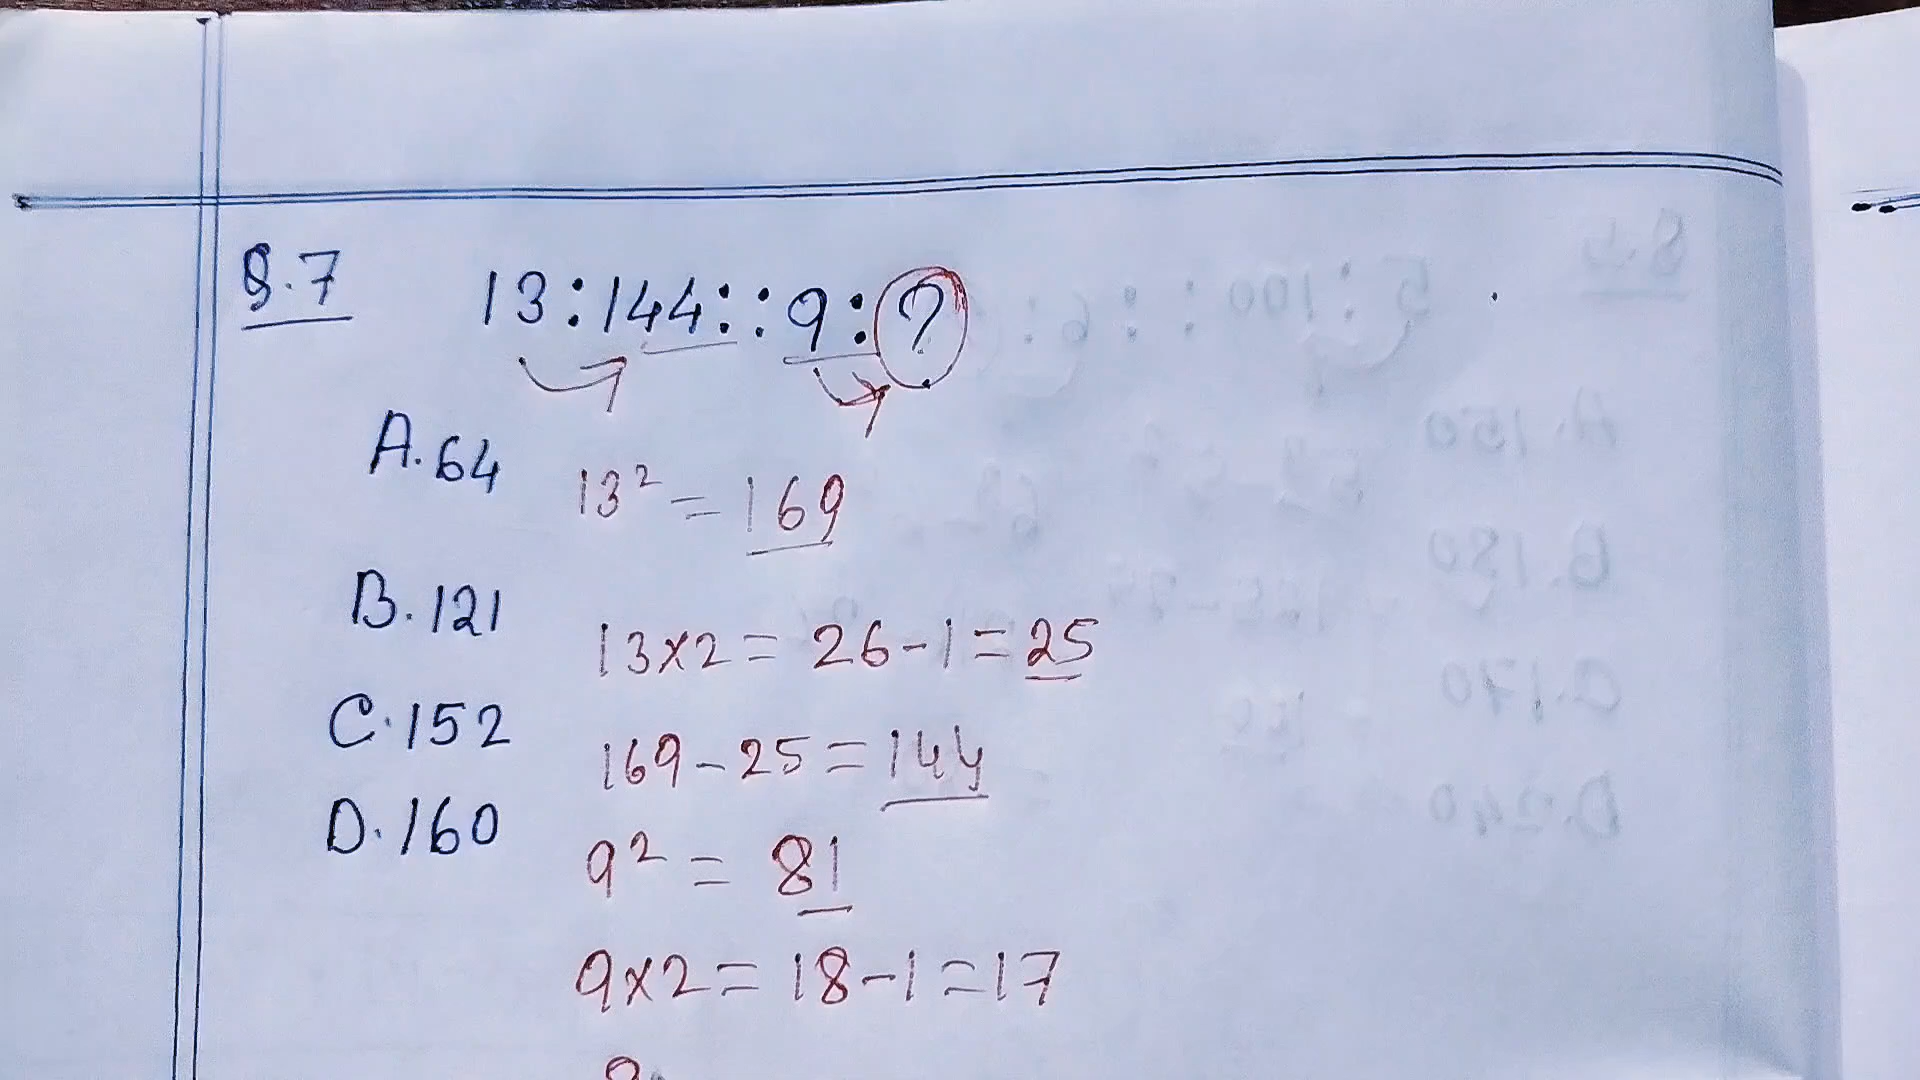 Q.7 13:144::9:?
A.64
13² = 169
B.121
13×2 = 26-1 = 25
C.152
169-25 = 144
D.160
9² = 81
9×2 = 18-1 = 17